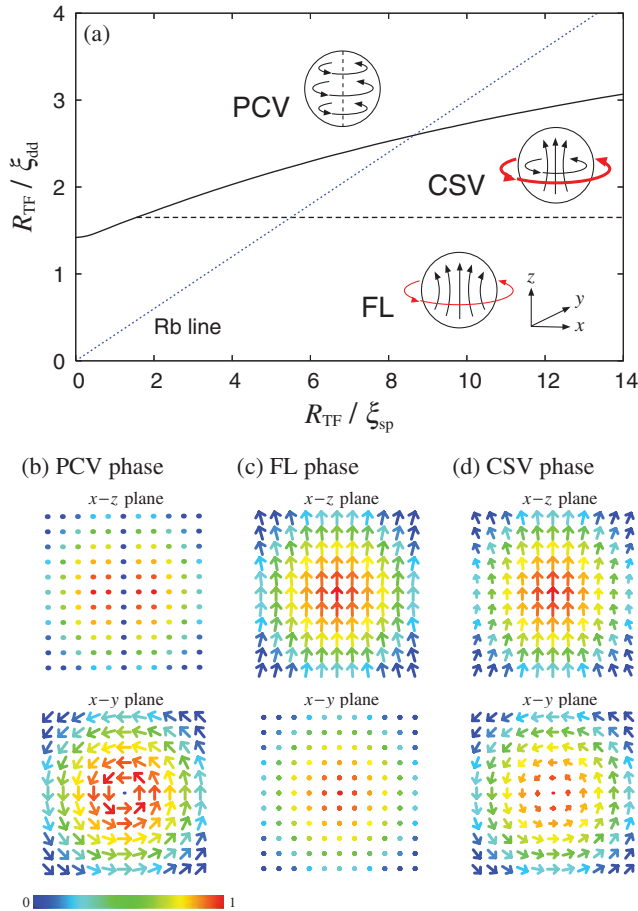 (a)
4
3
2
1
0
R_TF / ξ_dd
PCV
CSV
FL
Rb line
z
y
x
0 2 4 6 8 10 12 14
R_TF / ξ_sp
(b) PCV phase (c) FL phase (d) CSV phase
x−z plane x−z plane x−z plane
x−y plane x−y plane x−y plane
0 1